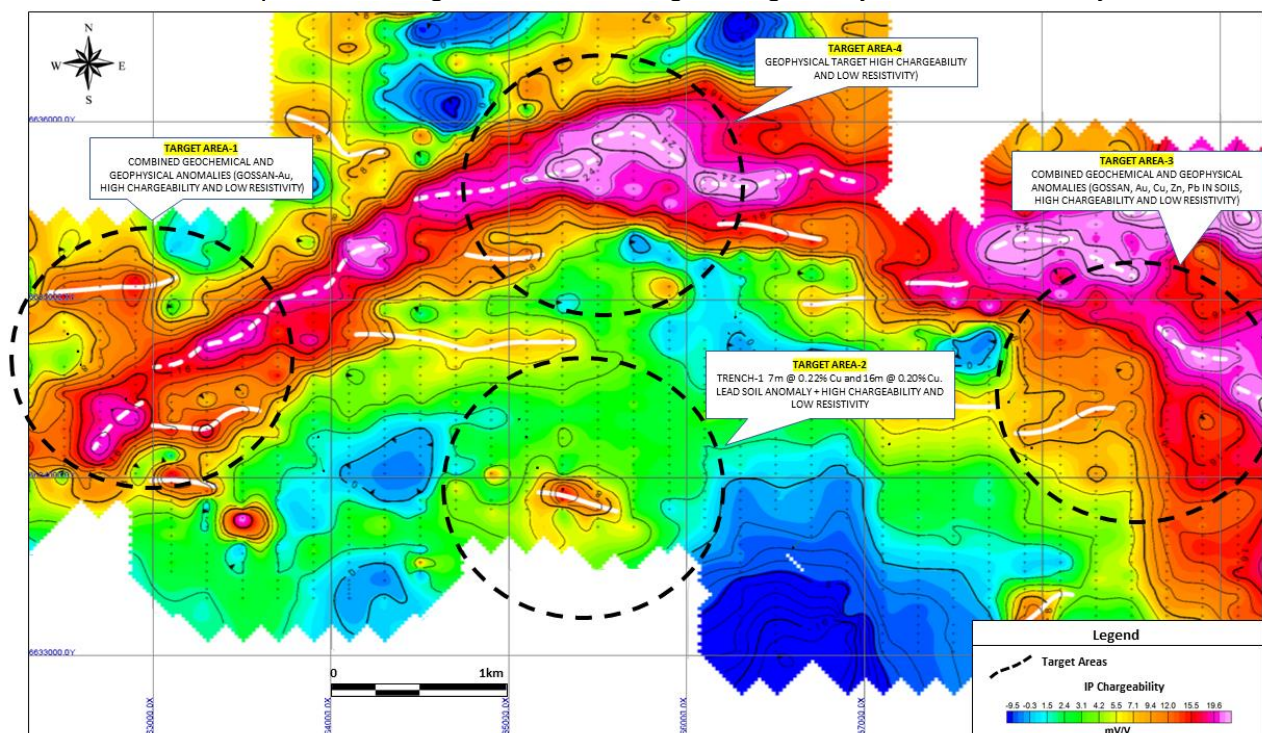 N
W E
S
TARGET AREA-4
GEOPHYSICAL TARGET HIGH CHARGEABILITY
AND LOW RESISTIVITY)
6636000.0Y
TARGET AREA-1
COMBINED GEOCHEMICAL AND
GEOPHYSICAL ANOMALIES (GOSSAN-Au,
HIGH CHARGEABILITY AND LOW RESISTIVITY)
TARGET AREA-3
COMBINED GEOCHEMICAL AND GEOPHYSICAL
ANOMALIES (GOSSAN, Au, Cu, Zn, Pb IN SOILS,
HIGH CHARGEABILITY AND LOW RESISTIVITY)
TARGET AREA-2
TRENCH-1 7m @ 0.22% Cu and 16m @ 0.20% Cu.
LEAD SOIL ANOMALY + HIGH CHARGEABILITY AND
LOW RESISTIVITY
6633000.0Y
0 1km
Legend
Target Areas
IP Chargeability
-9.5 -0.3 1.5 2.4 3.1 4.2 5.5 7.1 9.4 12.0 15.5 19.6
mV/V